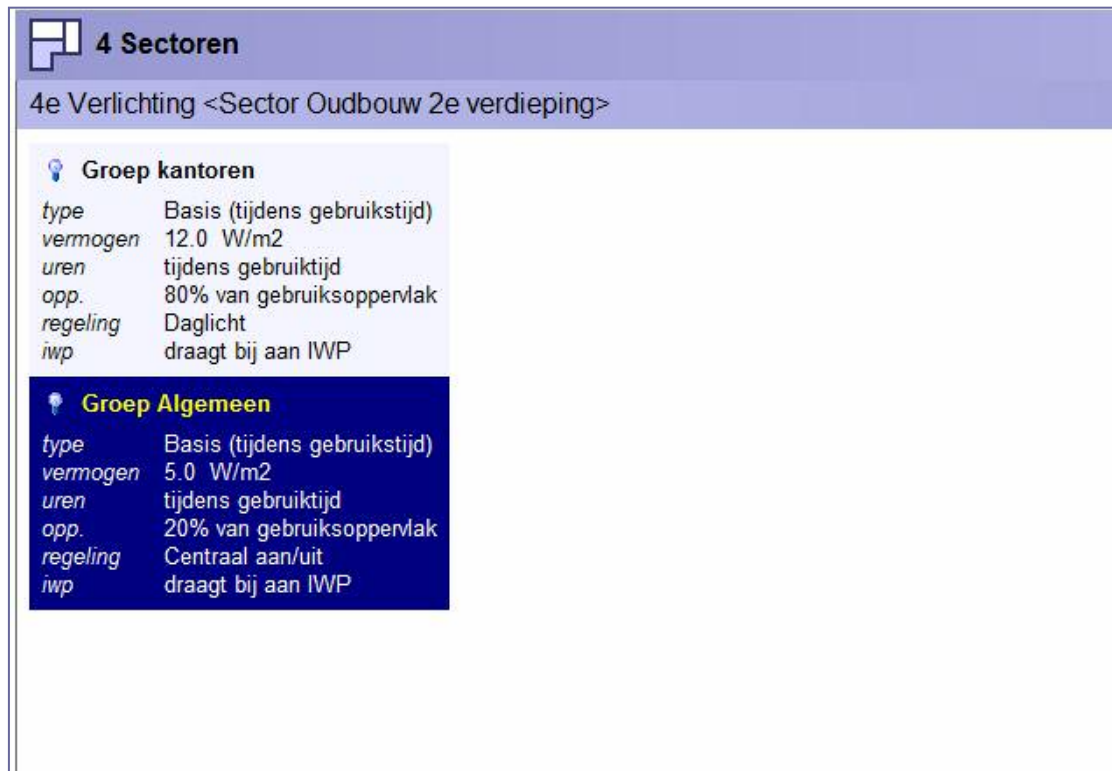 4 Sectoren
4e Verlichting <Sector Oudbouw 2e verdieping>
Groep kantoren
type Basis (tijdens gebruikstijd)
vermogen 12.0 W/m2
uren tijdens gebruiktijd
opp. 80% van gebruiksoppervlak
regeling Daglicht
iwp draagt bij aan IWP
Groep Algemeen
type Basis (tijdens gebruikstijd)
vermogen 5.0 W/m2
uren tijdens gebruiktijd
opp. 20% van gebruiksoppervlak
regeling Centraal aan/uit
iwp draagt bij aan IWP